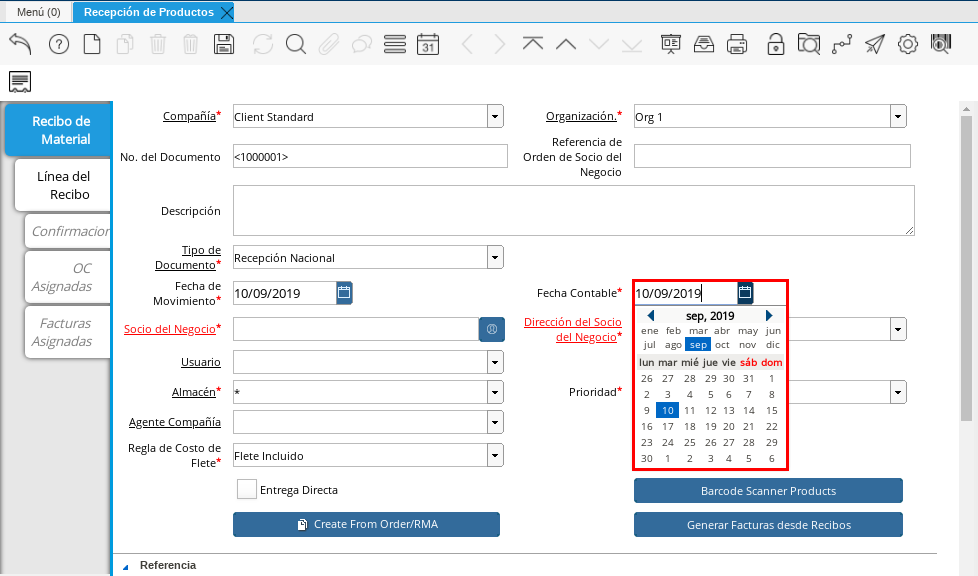 Menú (0)
Recepción de Productos
31
Recibo de
Material
Línea del
Recibo
Confirmacion
OC
Asignadas
Facturas
Asignadas
Compañía*
Client Standard
Organización.*
Org 1
No. del Documento
<1000001>
Referencia de
Orden de Socio del
Negocio
Descripción
Tipo de
Documento*
Recepción Nacional
Fecha de
Movimiento*
10/09/2019
Fecha Contable*
10/09/2019
sep, 2019
ene feb mar abr may jun
jul ago sep oct nov dic
lun mar mié jue vie sáb dom
26 27 28 29 30 31 1
2 3 4 5 6 7 8
9 10 11 12 13 14 15
16 17 18 19 20 21 22
23 24 25 26 27 28 29
30 1 2 3 4 5 6
Socio del Negocio*
Dirección del Socio
del Negocio*
Usuario
Almacén*
*
Prioridad*
Agente Compañía
Regla de Costo de
Flete*
Flete Incluido
Entrega Directa
Barcode Scanner Products
Create From Order/RMA
Generar Facturas desde Recibos
Referencia